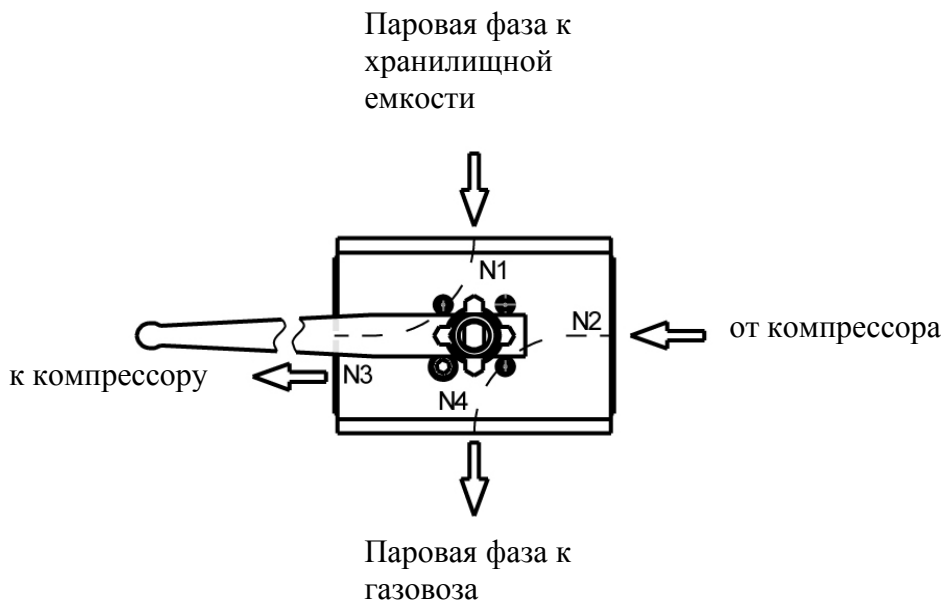 Паровая фаза к
хранилищной
емкости
N1
N2
от компрессора
к компрессору
N3
N4
Паровая фаза к
газовоза